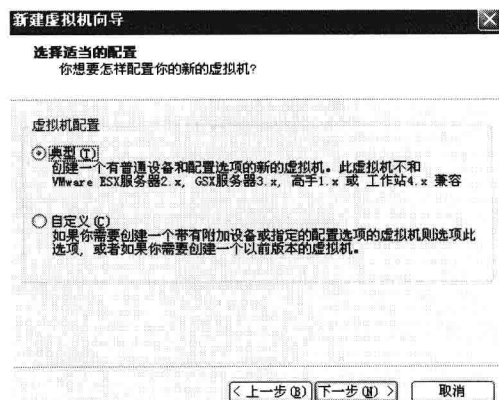 新建虚拟机向导
选择适当的配置
你想要怎样配置你的新的虚拟机?
虚拟机配置
典型(T)
创建一个有普通设备和配置选项的新的虚拟机。此虚拟机不和
VMware ESX服务器2.x, GSX服务器3.x, 高手1.x 或 工作站4.x 兼容
自定义(C)
如果你需要创建一个带有附加设备或指定的配置选项的虚拟机则选项此
选项, 或者如果你需要创建一个以前版本的虚拟机。
< 上一步(B) 下一步(N) > 取消